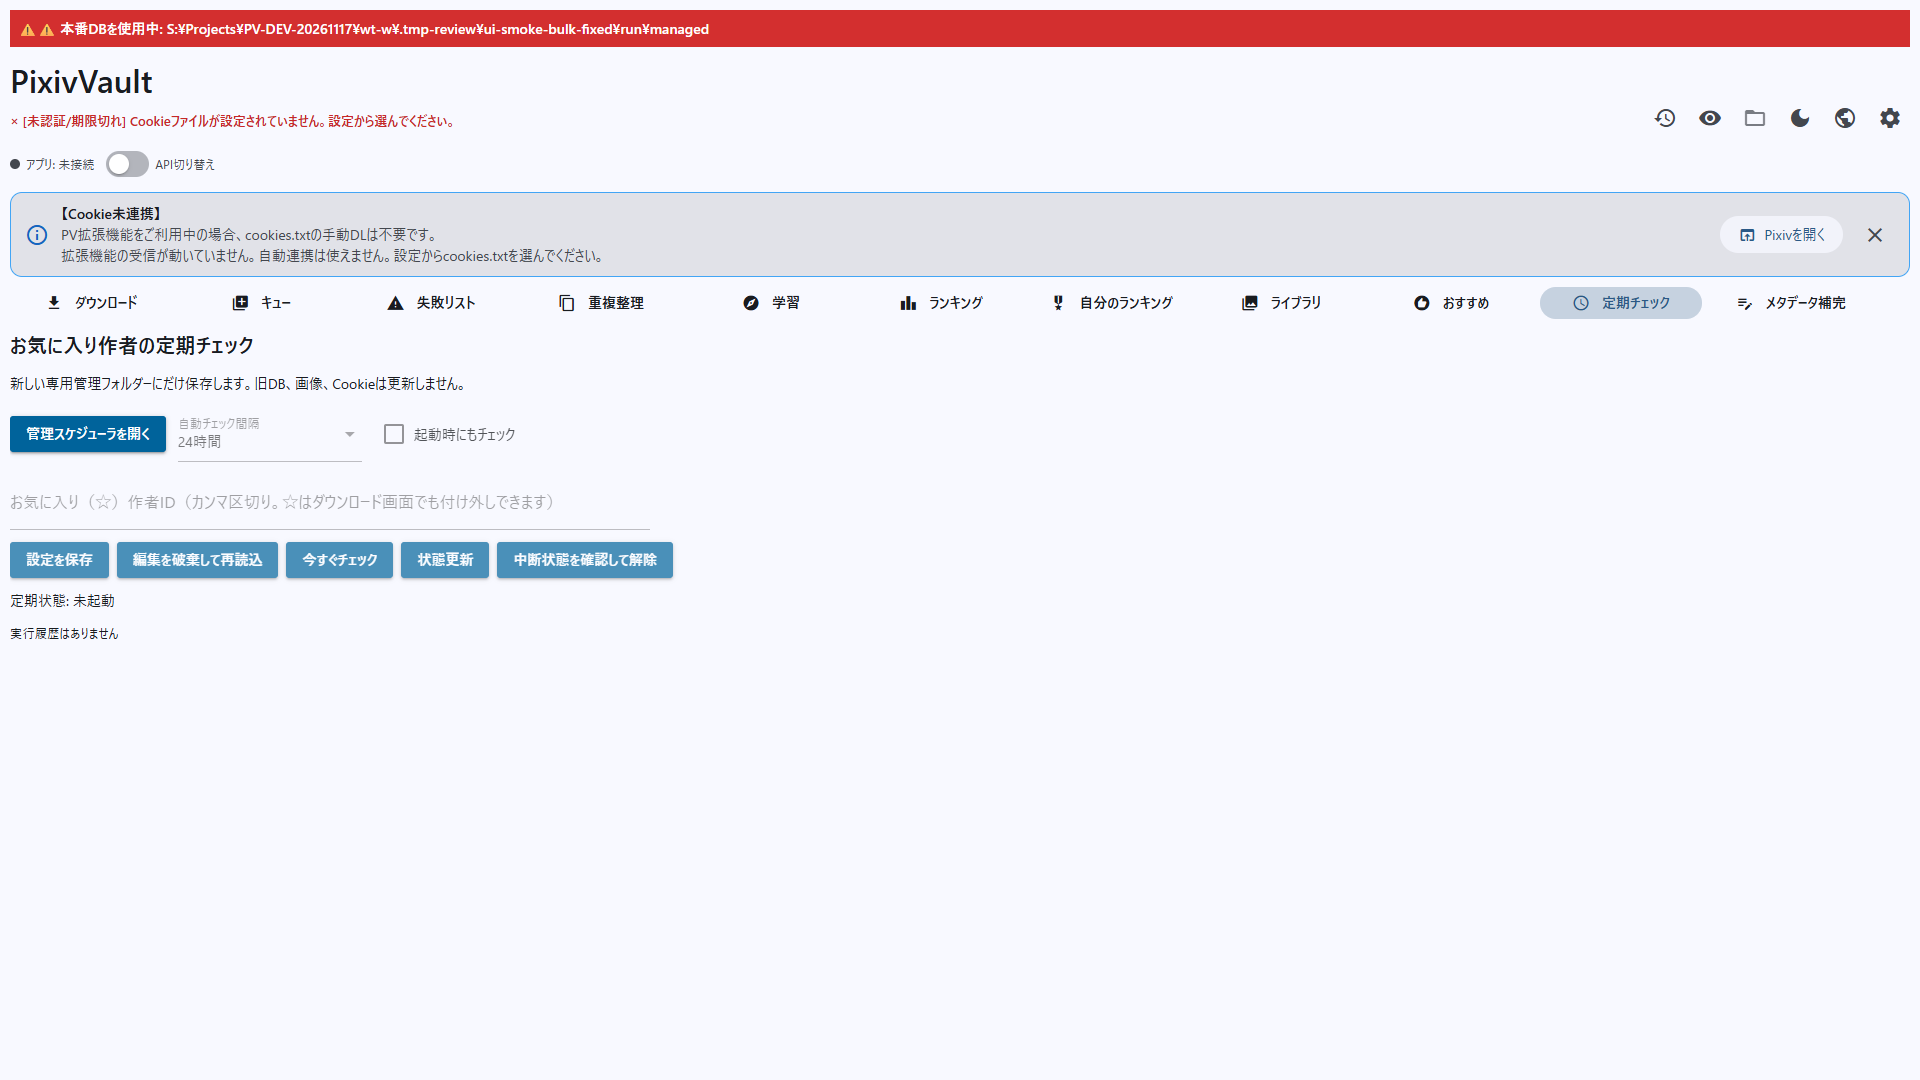 本番DBを使用中: S:¥Projects¥PV-DEV-20261117¥wt-w¥.tmp-review¥ui-smoke-bulk-fixed¥run¥managed
PixivVault
× [未認証/期限切れ] Cookieファイルが設定されていません。設定から選んでください。
アプリ: 未接続 API切り替え
【Cookie未連携】
PV拡張機能をご利用中の場合、cookies.txtの手動DLは不要です。
拡張機能の受信が動いていません。自動連携は使えません。設定からcookies.txtを選んでください。
Pixivを開く
ダウンロード キュー 失敗リスト 重複整理 学習 ランキング 自分のランキング ライブラリ おすすめ 定期チェック メタデータ補完
お気に入り作者の定期チェック
新しい専用管理フォルダーにだけ保存します。旧DB、画像、Cookieは更新しません。
管理スケジューラを開く
自動チェック間隔
24時間
起動時にもチェック
お気に入り（☆）作者ID（カンマ区切り。☆はダウンロード画面でも付け外しできます）
設定を保存 編集を破棄して再読込 今すぐチェック 状態更新 中断状態を確認して解除
定期状態: 未起動
実行履歴はありません